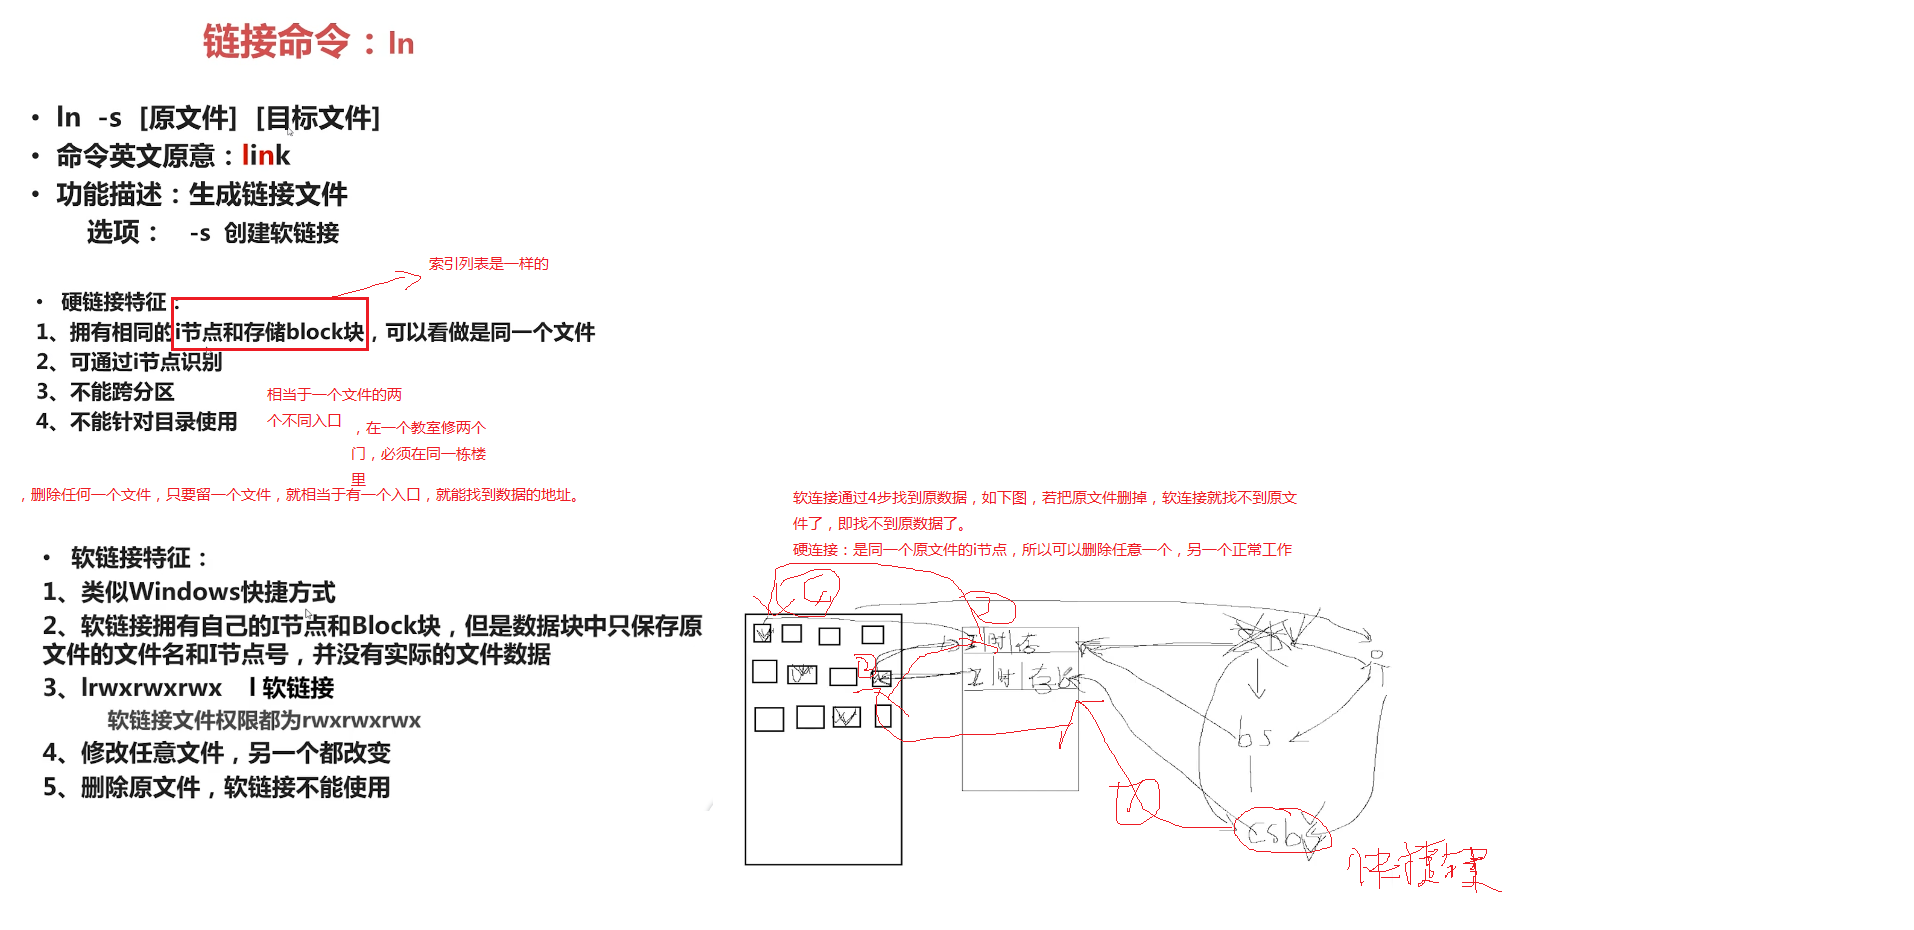 链接命令：ln
• ln -s [原文件] [目标文件]
• 命令英文原意：link
• 功能描述：生成链接文件
选项： -s 创建软链接
索引列表是一样的
• 硬链接特征：
1、拥有相同的i节点和存储block块，可以看做是同一个文件
2、可通过i节点识别
3、不能跨分区
4、不能针对目录使用
相当于一个文件的两
个不同入口
，在一个教室修两个
门，必须在同一栋楼
里
，删除任何一个文件，只要留一个文件，就相当于有一个入口，就能找到数据的地址。
软连接通过4步找到原数据，如下图，若把原文件删掉，软连接就找不到原文
件了，即找不到原数据了。
硬连接：是同一个原文件的i节点，所以可以删除任意一个，另一个正常工作
• 软链接特征：
1、类似Windows快捷方式
2、软链接拥有自己的I节点和Block块，但是数据块中只保存原
文件的文件名和I节点号，并没有实际的文件数据
3、lrwxrwxrwx l 软链接
软链接文件权限都为rwxrwxrwx
4、修改任意文件，另一个都改变
5、删除原文件，软链接不能使用
bs